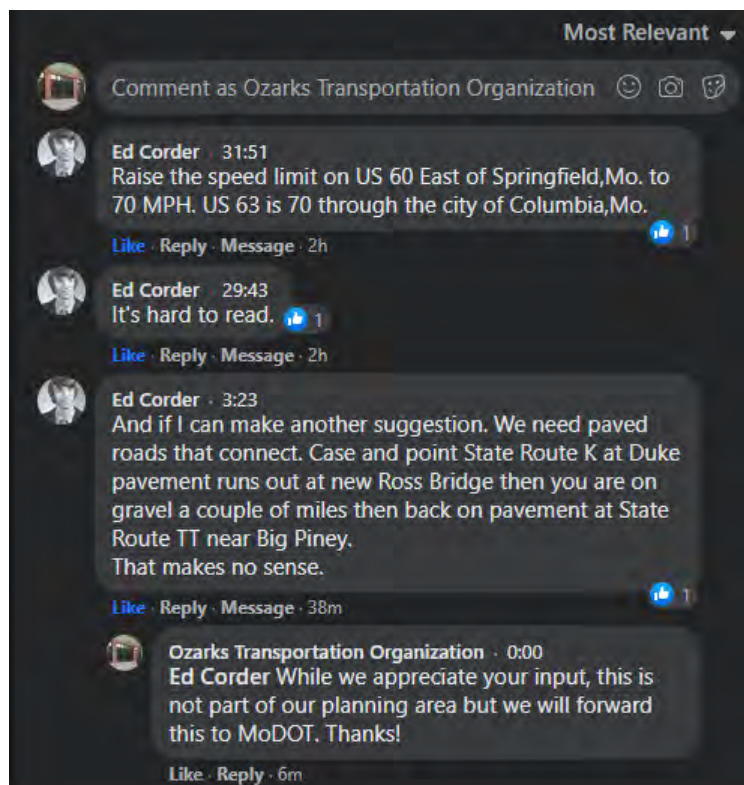 Most Relevant
Comment as Ozarks Transportation Organization
Ed Corder · 31:51
Raise the speed limit on US 60 East of Springfield,Mo. to
70 MPH. US 63 is 70 through the city of Columbia,Mo.
1
Like · Reply · Message · 2h
Ed Corder · 29:43
It's hard to read.
1
Like · Reply · Message · 2h
Ed Corder · 3:23
And if I can make another suggestion. We need paved
roads that connect. Case and point State Route K at Duke
pavement runs out at new Ross Bridge then you are on
gravel a couple of miles then back on pavement at State
Route TT near Big Piney.
That makes no sense.
1
Like · Reply · Message · 38m
Ozarks Transportation Organization · 0:00
Ed Corder While we appreciate your input, this is
not part of our planning area but we will forward
this to MoDOT. Thanks!
Like · Reply · 6m